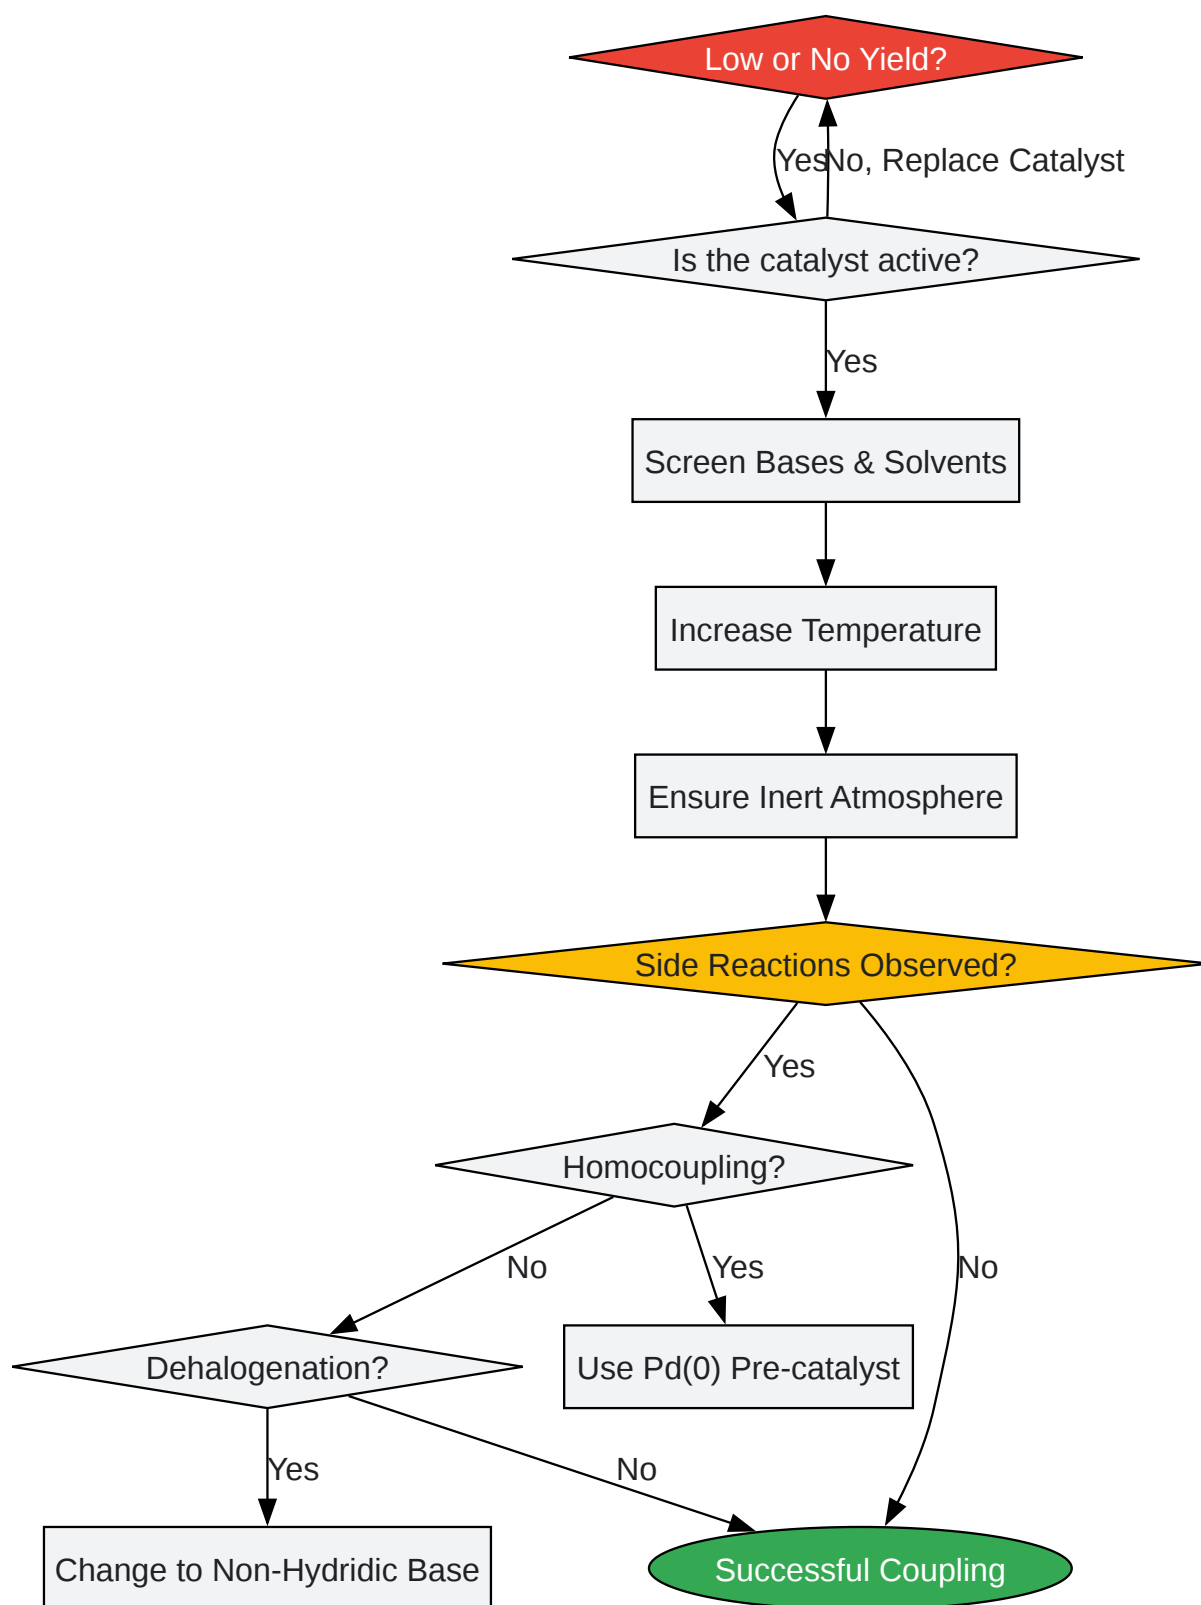 Low or No Yield?
Yes
No, Replace Catalyst
Is the catalyst active?
Yes
Screen Bases & Solvents
Increase Temperature
Ensure Inert Atmosphere
Side Reactions Observed?
Yes
Homocoupling?
No
Yes
No
Dehalogenation?
Use Pd(0) Pre-catalyst
Yes
No
Change to Non-Hydridic Base
Successful Coupling